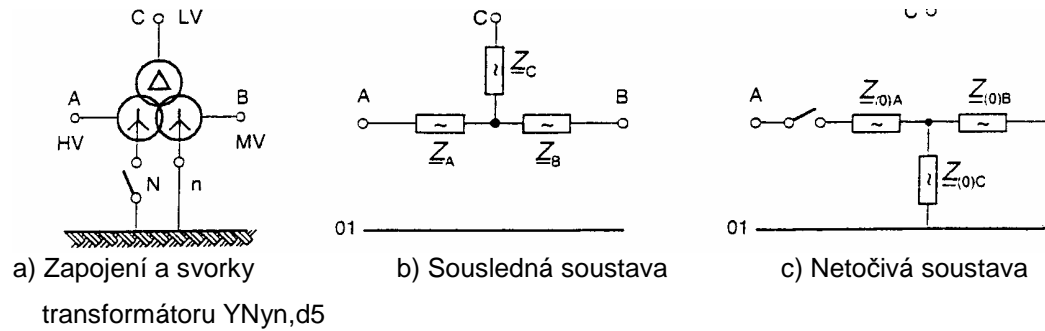 C LV
A
B
HV
MV
N
n
a) Zapojení a svorky
transformátoru YNyn,d5
C
Z_C
A
B
Z_A
Z_B
01
b) Sousledná soustava
A
Z_(0)A
Z_(0)B
Z_(0)C
01
c) Netočivá soustava